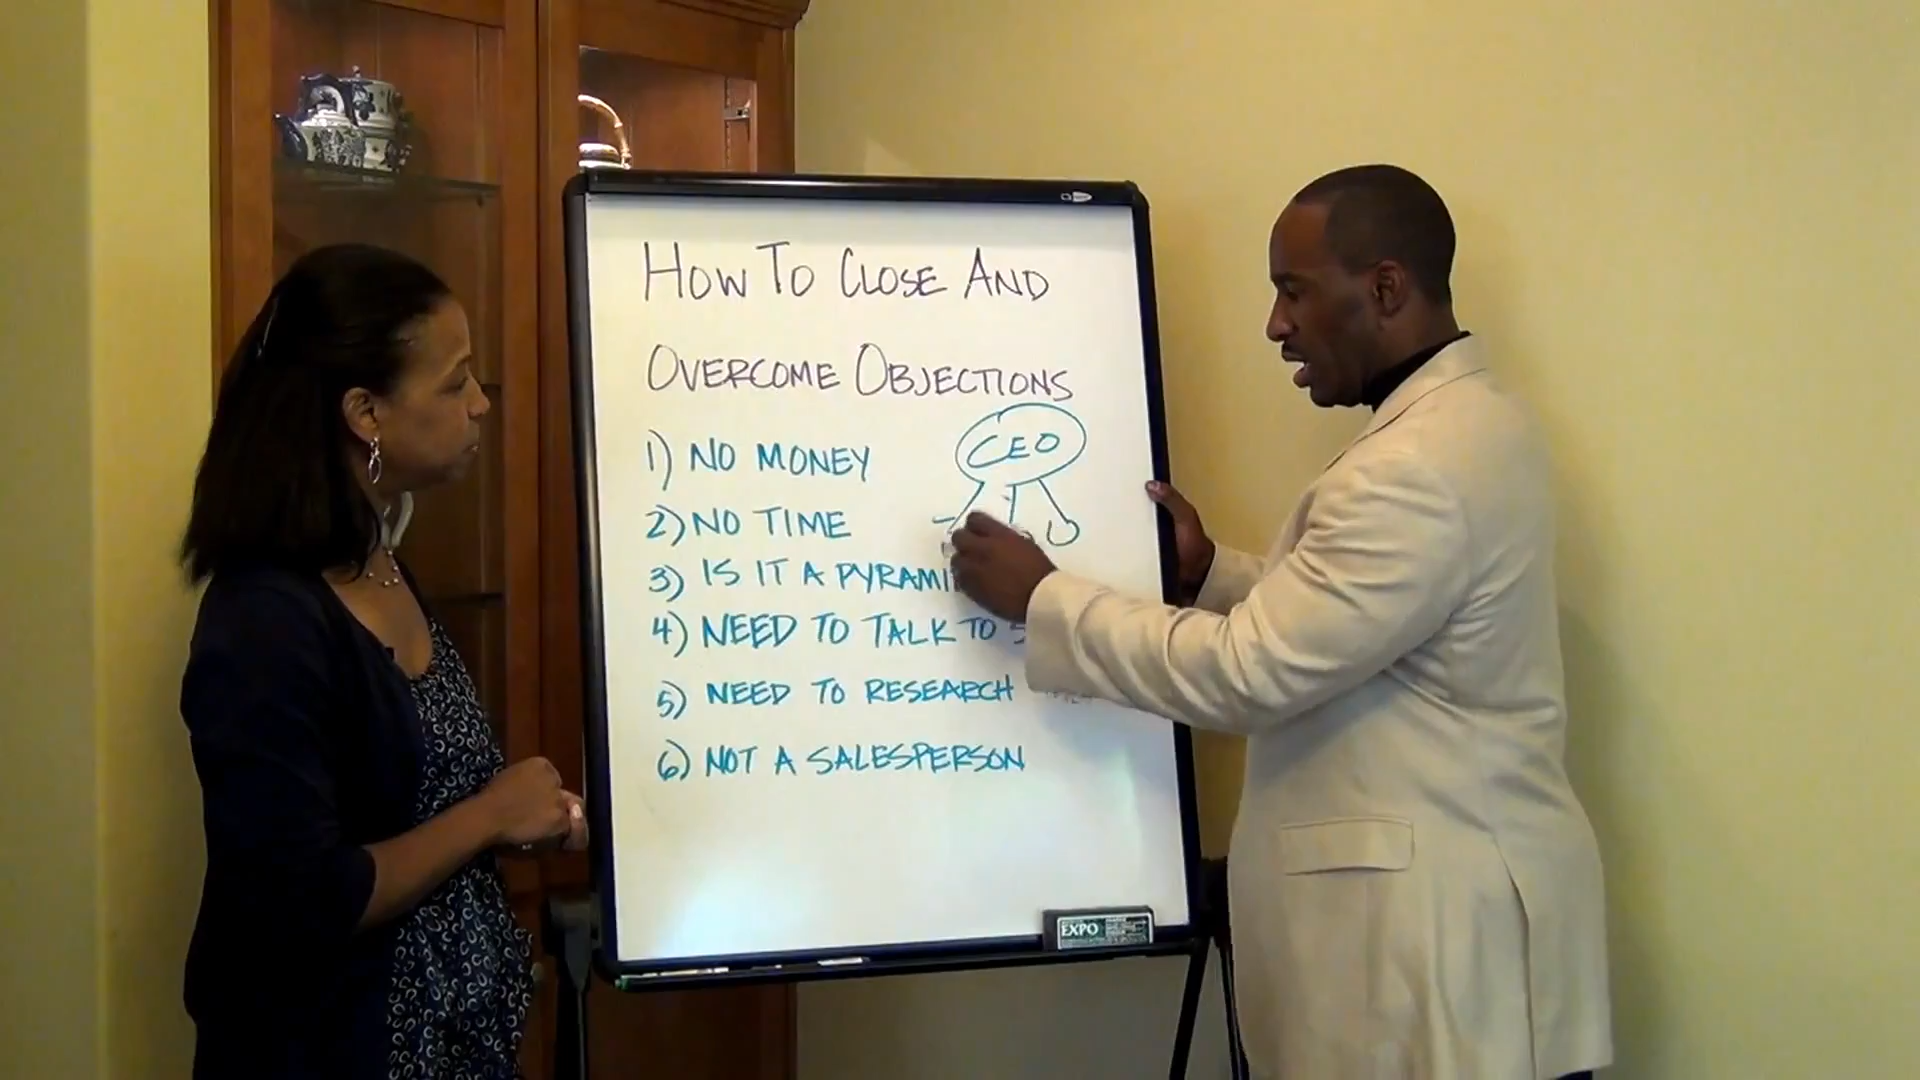 HOW TO CLOSE AND
OVERCOME OBJECTIONS
CEO
1) NO MONEY
2) NO TIME
3) IS IT A
4) NEED TO TALK TO
5) NEED TO RESEARCH
6) NOT A SALESPERSON
EXPO